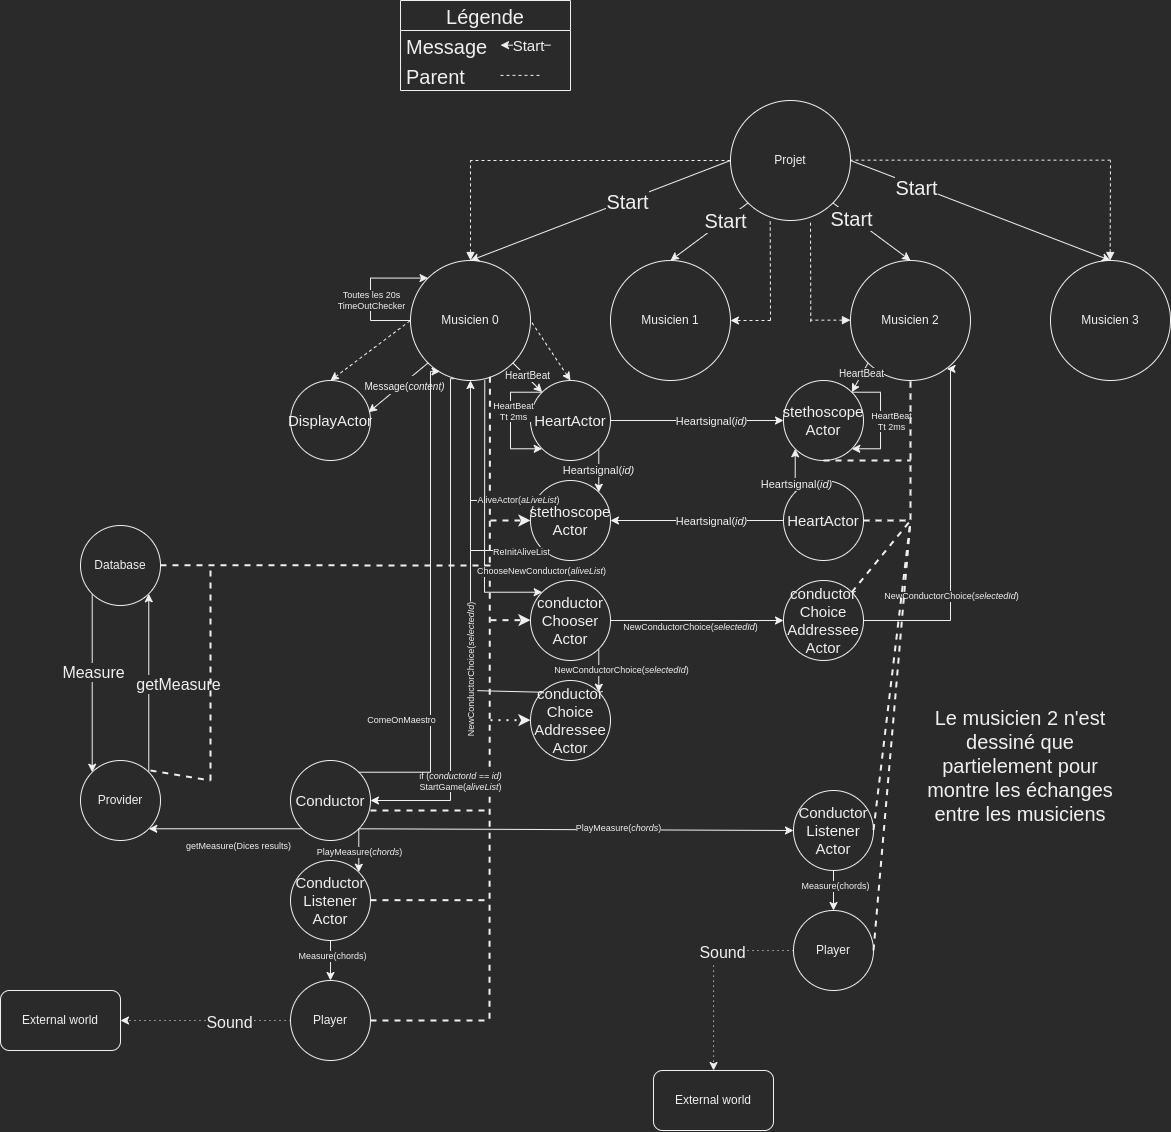 Légende
Message
Start
Parent
Projet
Start
Start
Start
Start
Toutes les 20s
TimeOutChecker
Musicien 0
Musicien 1
Musicien 2
Musicien 3
Message(content)
HeartBeat
HeartBeat
DisplayActor
HeartBeat
Tt 2ms
HeartActor
Heartsignal(id)
stethoscope
Actor
HeartBeat
Tt 2ms
Heartsignal(id)
Heartsignal(id)
AliveActor(aLiveList)
stethoscope
Actor
Heartsignal(id)
HeartActor
ReInitAliveList
Database
ChooseNewConductor(aliveList)
conductor
Chooser
Actor
NewConductorChoice(selectedId)
conductor
Choice
Addressee
Actor
NewConductorChoice(selectedId)
NewConductorChoice(selectedId)
NewConductorChoice(selectedId)
Measure
getMeasure
conductor
Choice
Addressee
Actor
ComeOnMaestro
Le musicien 2 n'est
dessiné que
partielement pour
montre les échanges
entre les musiciens
if (conductorId == id)
StartGame(aliveList)
Provider
Conductor
getMeasure(Dices results)
PlayMeasure(chords)
PlayMeasure(chords)
Conductor
Listener
Actor
Conductor
Listener
Actor
Measure(chords)
Measure(chords)
Player
Sound
External world
Sound
Player
External world